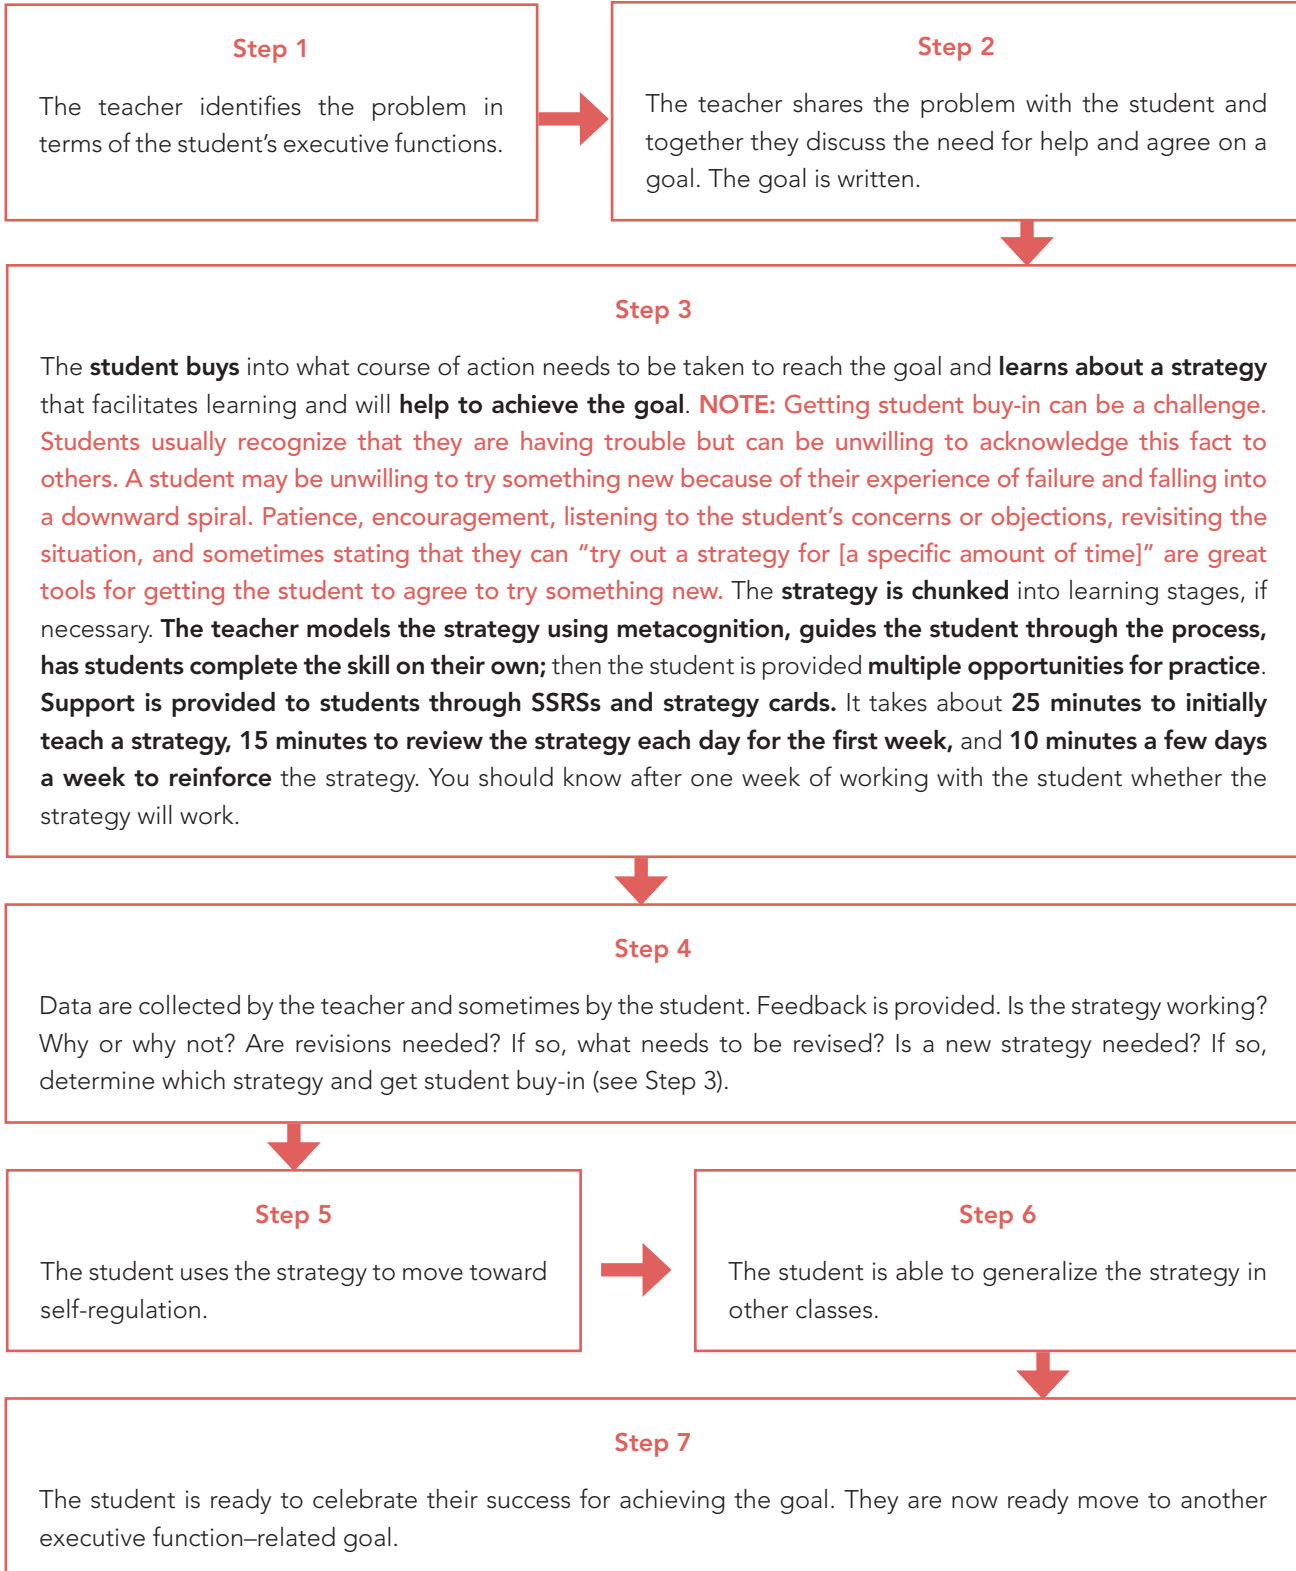 Step 1
The teacher identifies the problem in
terms of the student’s executive functions.
Step 2
The teacher shares the problem with the student and
together they discuss the need for help and agree on a
goal. The goal is written.
Step 3
The student buys into what course of action needs to be taken to reach the goal and learns about a strategy
that facilitates learning and will help to achieve the goal. NOTE: Getting student buy-in can be a challenge.
Students usually recognize that they are having trouble but can be unwilling to acknowledge this fact to
others. A student may be unwilling to try something new because of their experience of failure and falling into
a downward spiral. Patience, encouragement, listening to the student’s concerns or objections, revisiting the
situation, and sometimes stating that they can “try out a strategy for [a specific amount of time]” are great
tools for getting the student to agree to try something new. The strategy is chunked into learning stages, if
necessary. The teacher models the strategy using metacognition, guides the student through the process,
has students complete the skill on their own; then the student is provided multiple opportunities for practice.
Support is provided to students through SSRSs and strategy cards. It takes about 25 minutes to initially
teach a strategy, 15 minutes to review the strategy each day for the first week, and 10 minutes a few days
a week to reinforce the strategy. You should know after one week of working with the student whether the
strategy will work.
Step 4
Data are collected by the teacher and sometimes by the student. Feedback is provided. Is the strategy working?
Why or why not? Are revisions needed? If so, what needs to be revised? Is a new strategy needed? If so,
determine which strategy and get student buy-in (see Step 3).
Step 5
The student uses the strategy to move toward
self-regulation.
Step 6
The student is able to generalize the strategy in
other classes.
Step 7
The student is ready to celebrate their success for achieving the goal. They are now ready move to another
executive function–related goal.